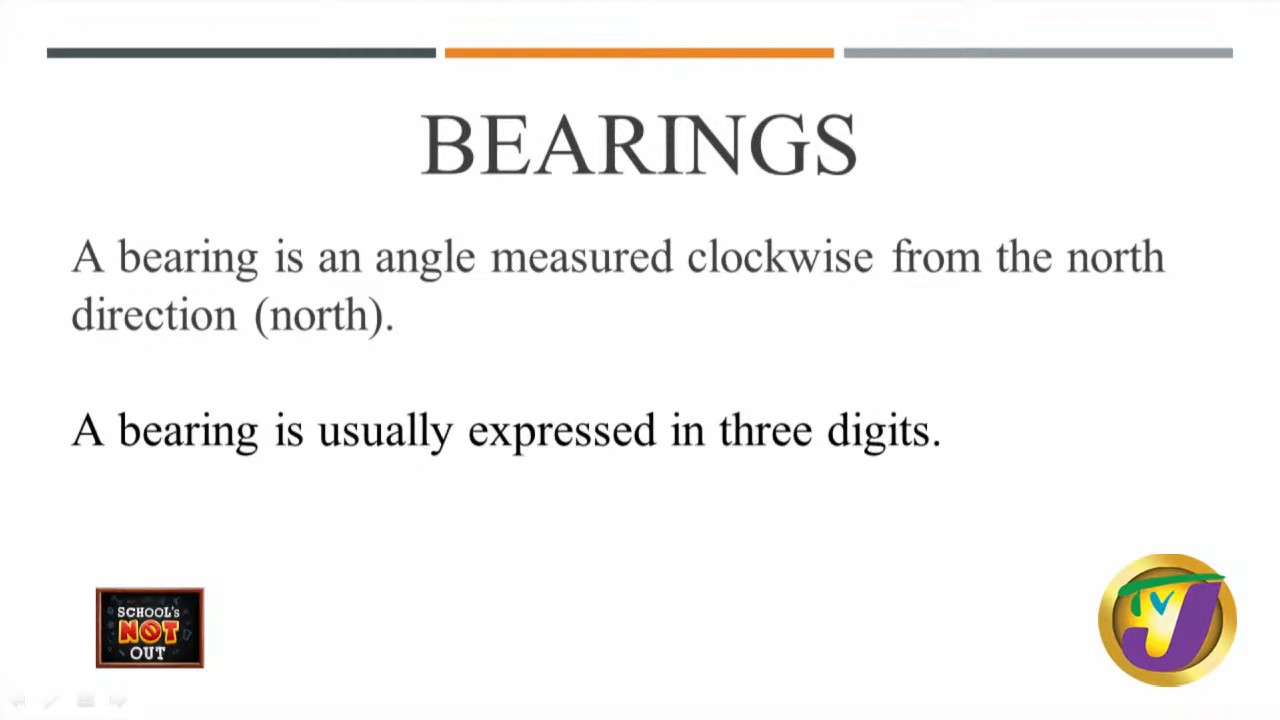 BEARINGS
A bearing is an angle measured clockwise from the north
direction (north).
A bearing is usually expressed in three digits.
SCHOOL's
NOT
OUT
TVJ